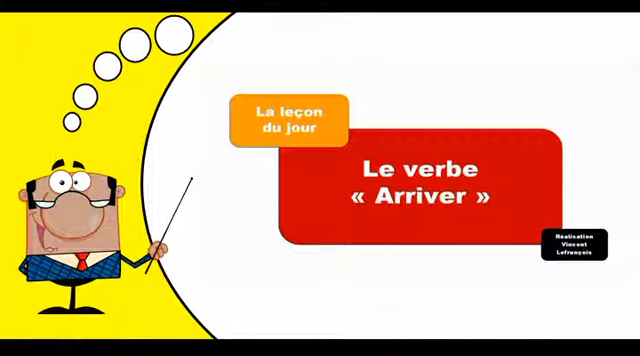 La leçon
du jour
Le verbe
« Arriver »
Réalisation
Vincent
Lefrançois